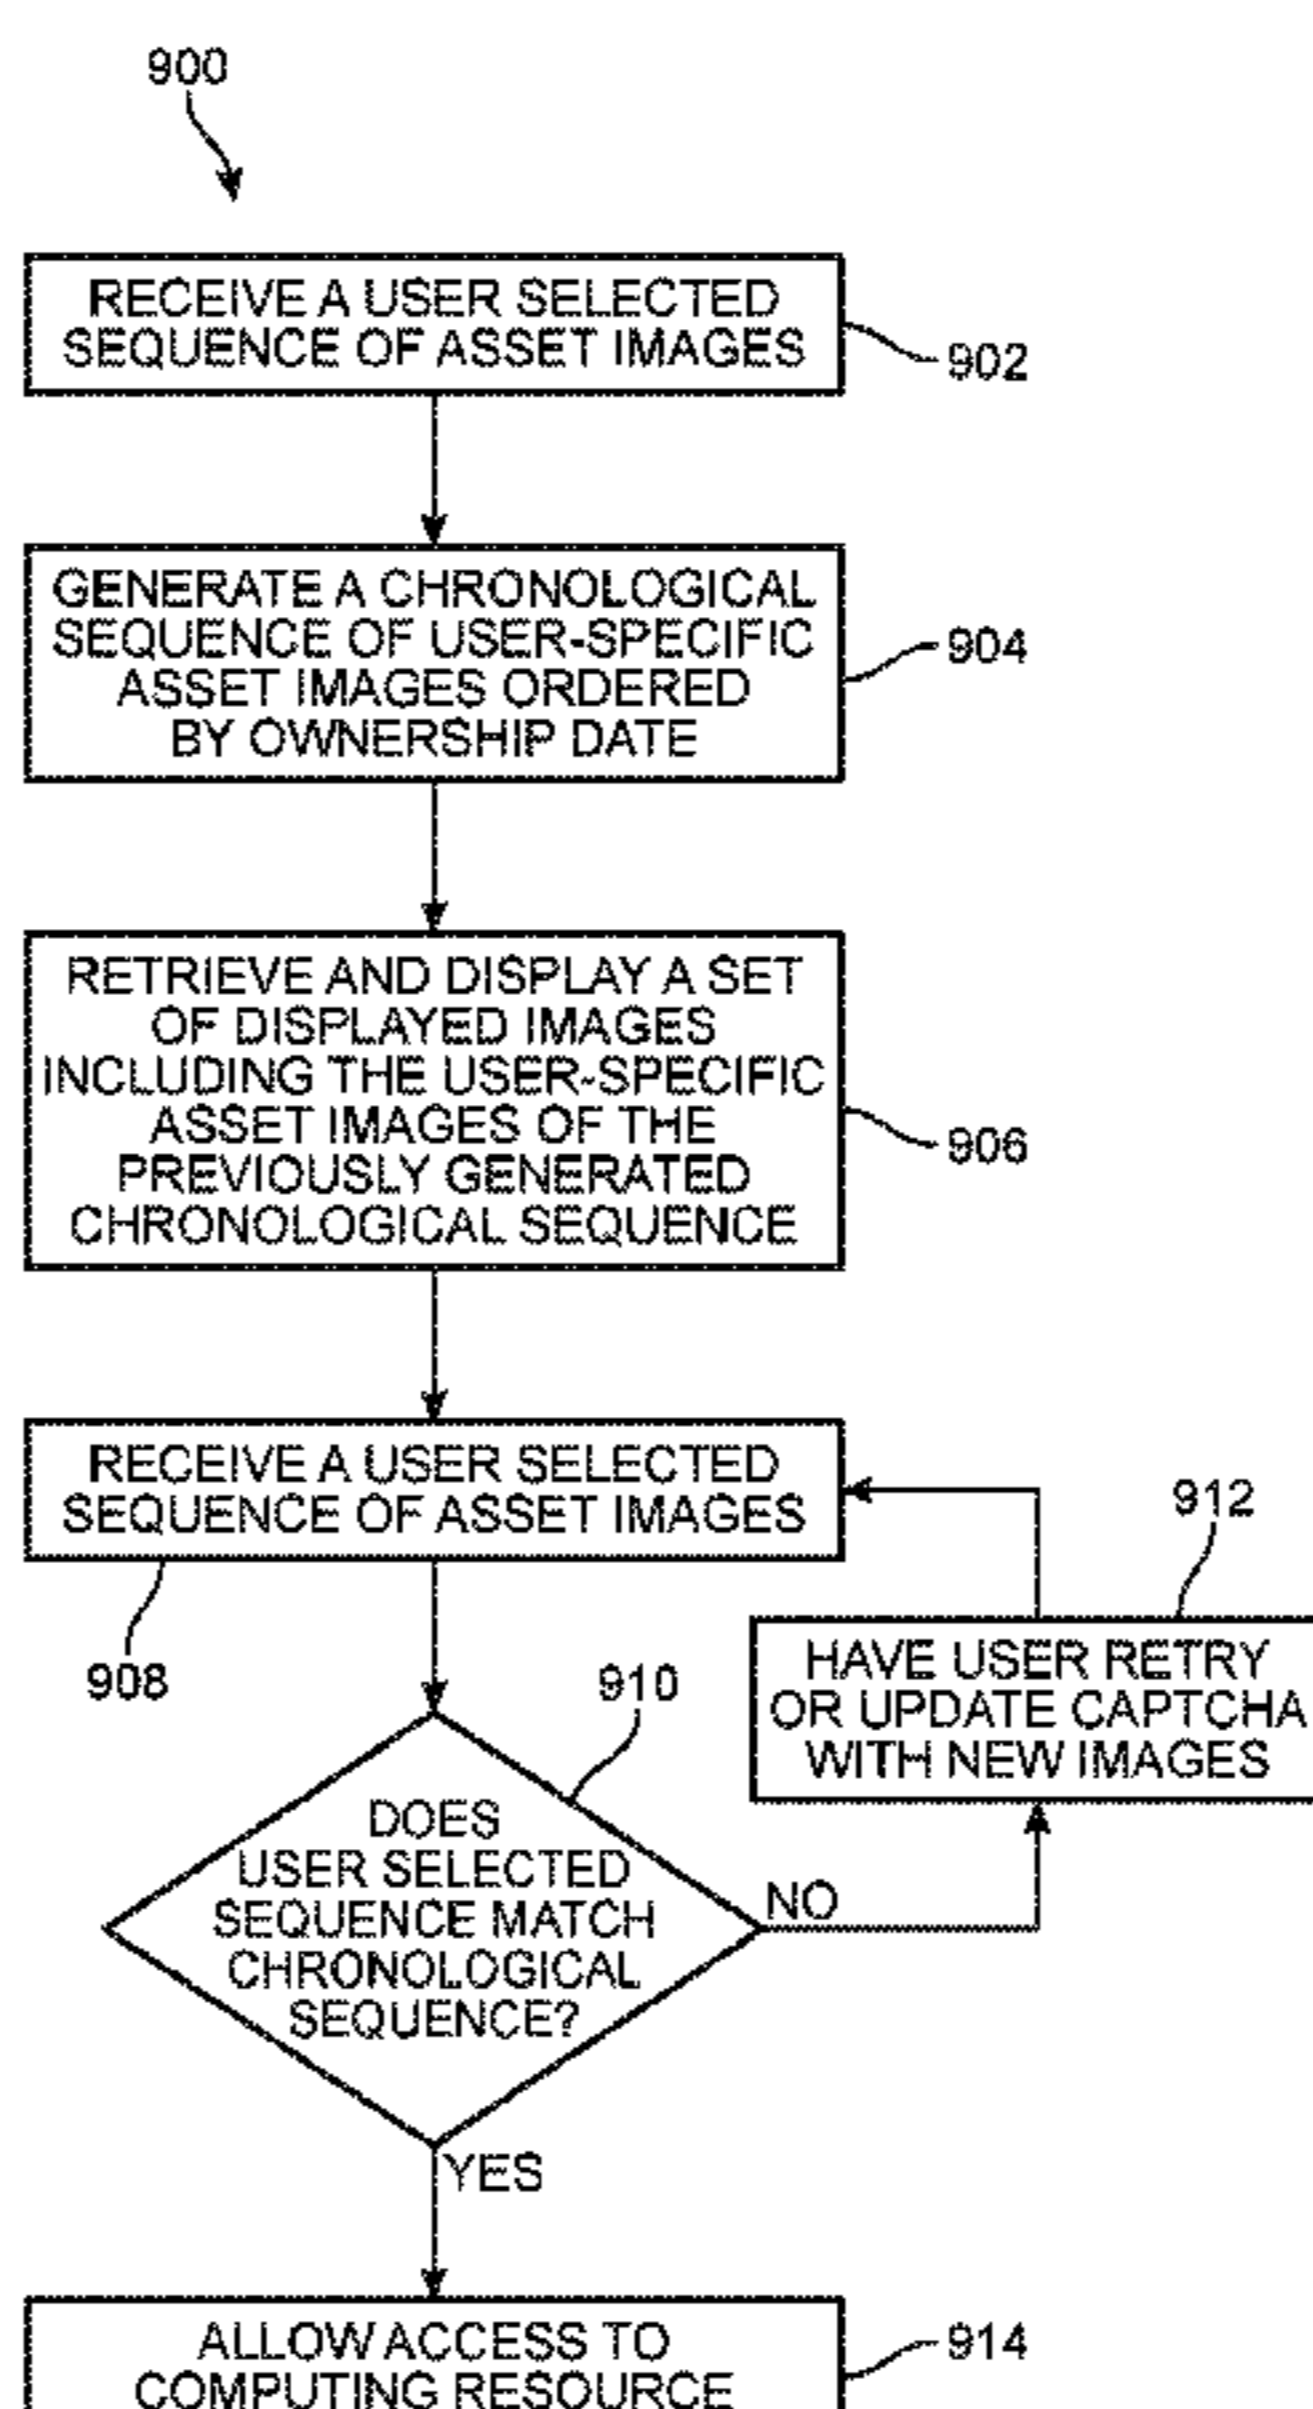 900
RECEIVE A USER SELECTED
SEQUENCE OF ASSET IMAGES
902
GENERATE A CHRONOLOGICAL
SEQUENCE OF USER-SPECIFIC
ASSET IMAGES ORDERED
BY OWNERSHIP DATE
904
RETRIEVE AND DISPLAY A SET
OF DISPLAYED IMAGES
INCLUDING THE USER-SPECIFIC
ASSET IMAGES OF THE
PREVIOUSLY GENERATED
CHRONOLOGICAL SEQUENCE
906
RECEIVE A USER SELECTED
SEQUENCE OF ASSET IMAGES
908
912
HAVE USER RETRY
OR UPDATE CAPTCHA
WITH NEW IMAGES
910
DOES
USER SELECTED
SEQUENCE MATCH
CHRONOLOGICAL
SEQUENCE?
NO
YES
ALLOW ACCESS TO
COMPUTING RESOURCE
914